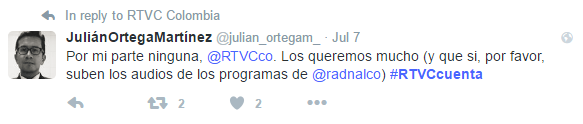 In reply to RTVC Colombia
JuliánOrtegaMartínez @julian_ortegam_ · Jul 7
Por mi parte ninguna, @RTVCco. Los queremos mucho (y que si, por favor,
suben los audios de los programas de @radnalco) #RTVCcuenta
2 2